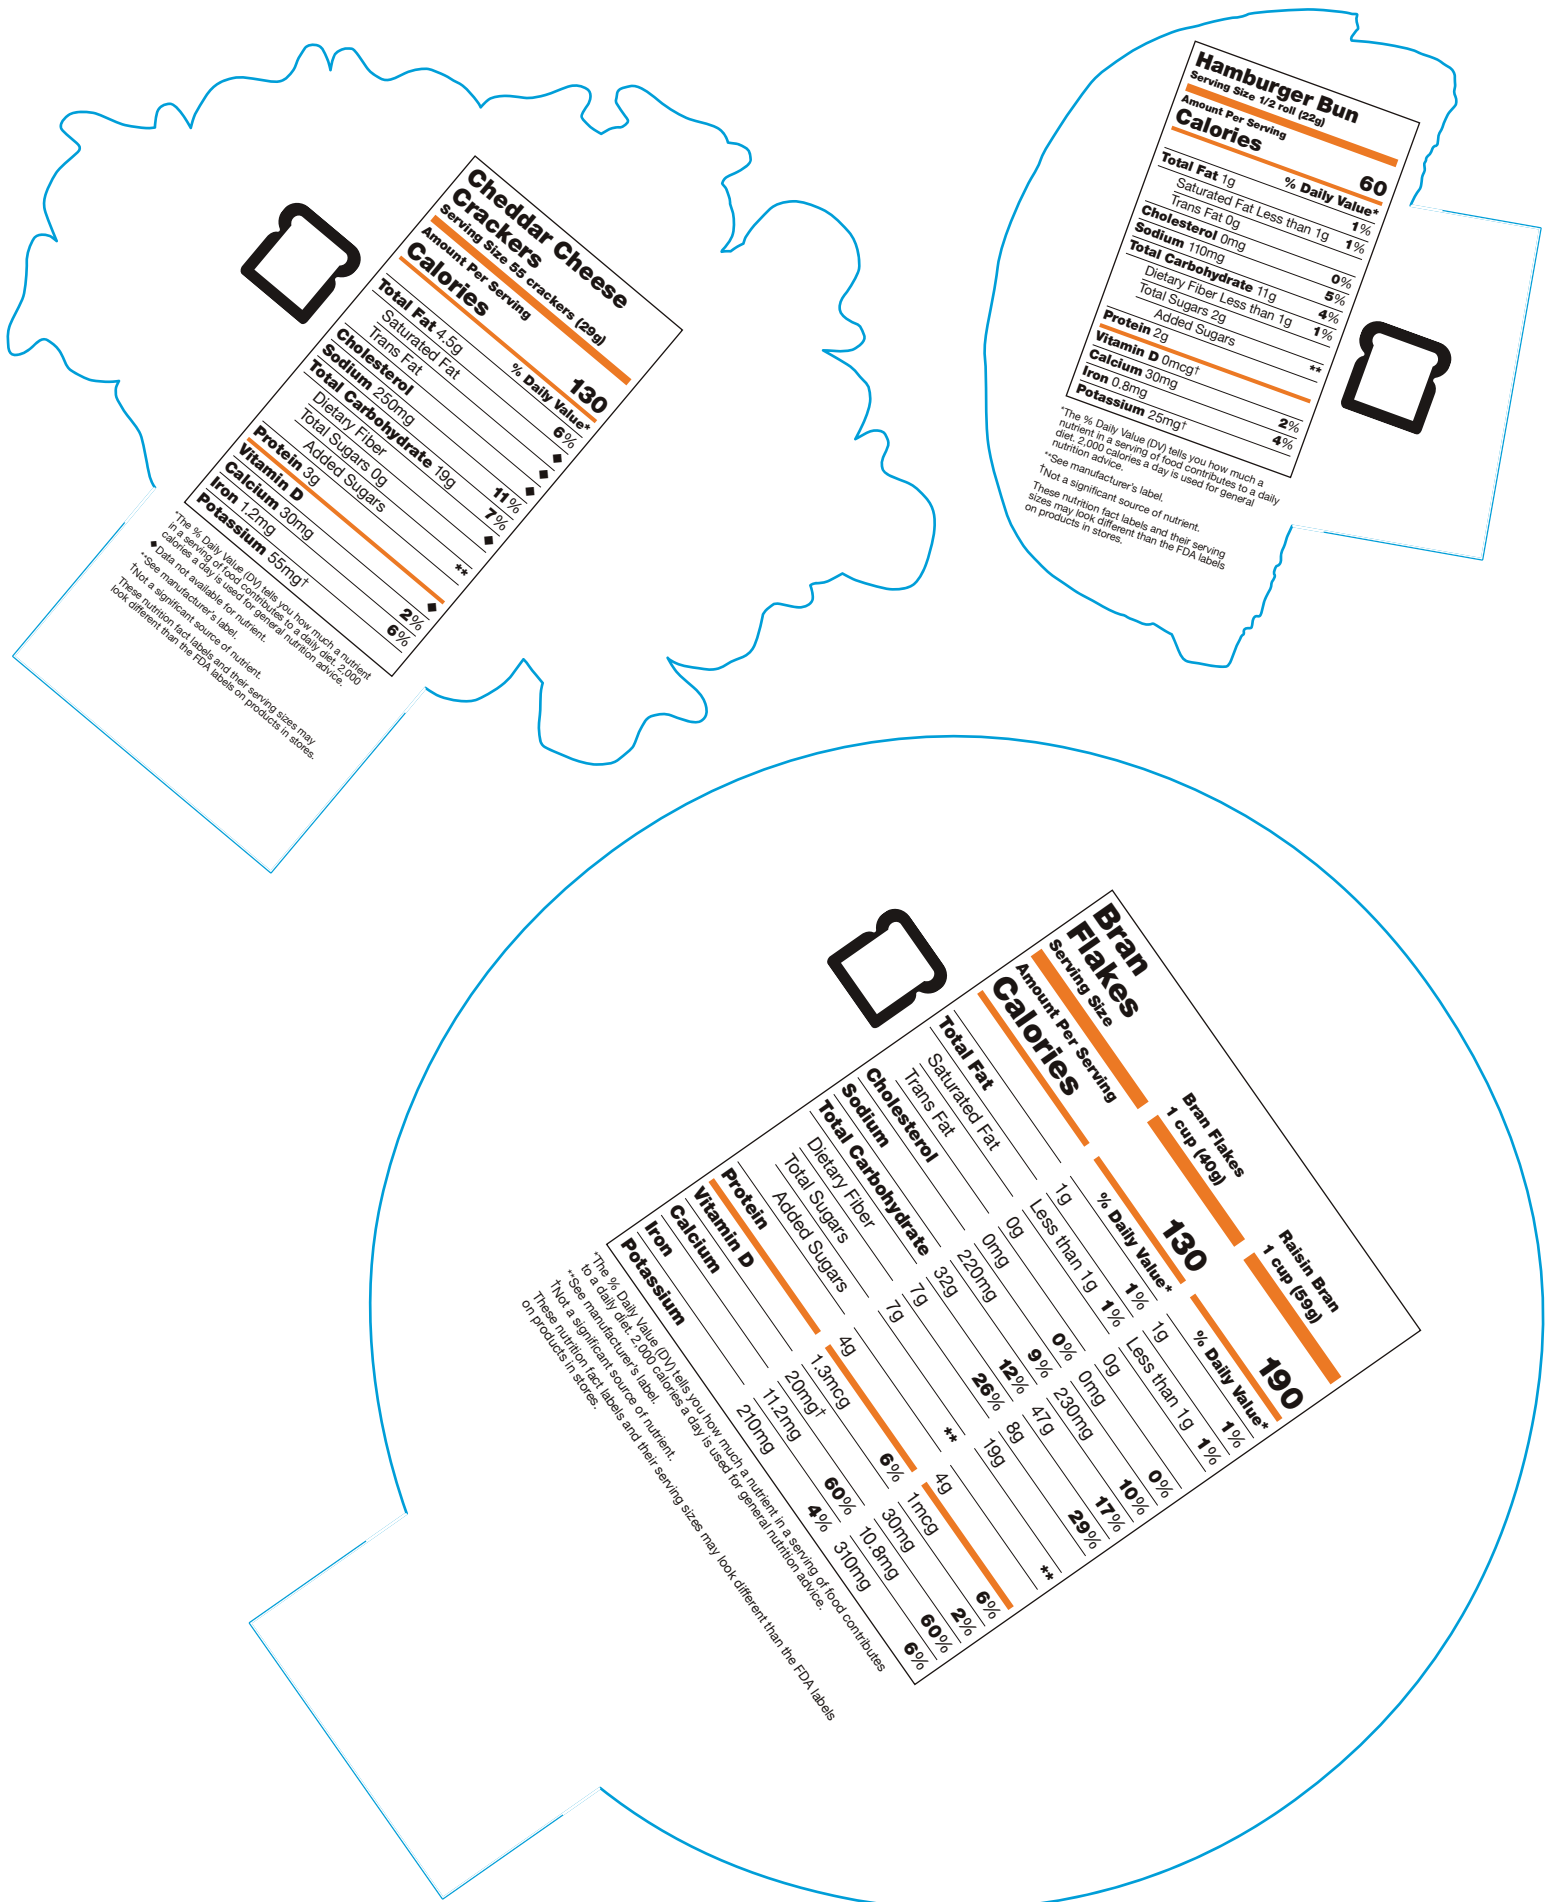 Cheddar Cheese
Crackers
Serving Size 55 crackers (29g)
Amount Per Serving
Calories 130
% Daily Value*
Total Fat 4.5g 6%
Saturated Fat ◆
Trans Fat
Cholesterol ◆
Sodium 250mg 11%
Total Carbohydrate 19g 7%
Dietary Fiber ◆
Total Sugars 0g
Added Sugars **
Protein 3g
Vitamin D ◆
Calcium 30mg 2%
Iron 1.2mg 6%
Potassium 55mg†
*The % Daily Value (DV) tells you how much a nutrient
in a serving of food contributes to a daily diet. 2,000
calories a day is used for general nutrition advice.
◆Data not available for nutrient.
**See manufacturer's label.
†Not a significant source of nutrient.
These nutrition fact labels and their serving sizes may
look different than the FDA labels on products in stores.
Hamburger Bun
Serving Size 1/2 roll (22g)
Amount Per Serving
Calories 60
% Daily Value*
Total Fat 1g 1%
Saturated Fat Less than 1g 1%
Trans Fat 0g
Cholesterol 0mg 0%
Sodium 110mg 5%
Total Carbohydrate 11g 4%
Dietary Fiber Less than 1g 1%
Total Sugars 2g
Added Sugars **
Protein 2g
Vitamin D 0mcg†
Calcium 30mg 2%
Iron 0.8mg 4%
Potassium 25mg†
*The % Daily Value (DV) tells you how much a
nutrient in a serving of food contributes to a daily
diet. 2,000 calories a day is used for general
nutrition advice.
**See manufacturer's label.
†Not a significant source of nutrient.
These nutrition fact labels and their serving
sizes may look different than the FDA labels
on products in stores.
Bran
Flakes
Bran Flakes Raisin Bran
Serving Size 1 cup (40g) 1 cup (59g)
Amount Per Serving
Calories 130 190
% Daily Value* % Daily Value*
Total Fat 1g 1% 1g 1%
Saturated Fat Less than 1g 1% Less than 1g 1%
Trans Fat 0g 0g
Cholesterol 0mg 0% 0mg 0%
Sodium 220mg 9% 230mg 10%
Total Carbohydrate 32g 12% 47g 17%
Dietary Fiber 7g 26% 8g 29%
Total Sugars 7g 19g
Added Sugars ** **
Protein 4g 4g
Vitamin D 1.3mcg 6% 1mcg 6%
Calcium 20mg† 30mg 2%
Iron 11.2mg 60% 10.8mg 60%
Potassium 210mg 4% 310mg 6%
*The % Daily Value (DV) tells you how much a nutrient in a serving of food contributes
to a daily diet. 2,000 calories a day is used for general nutrition advice.
**See manufacturer's label.
†Not a significant source of nutrient.
These nutrition fact labels and their serving sizes may look different than the FDA labels
on products in stores.